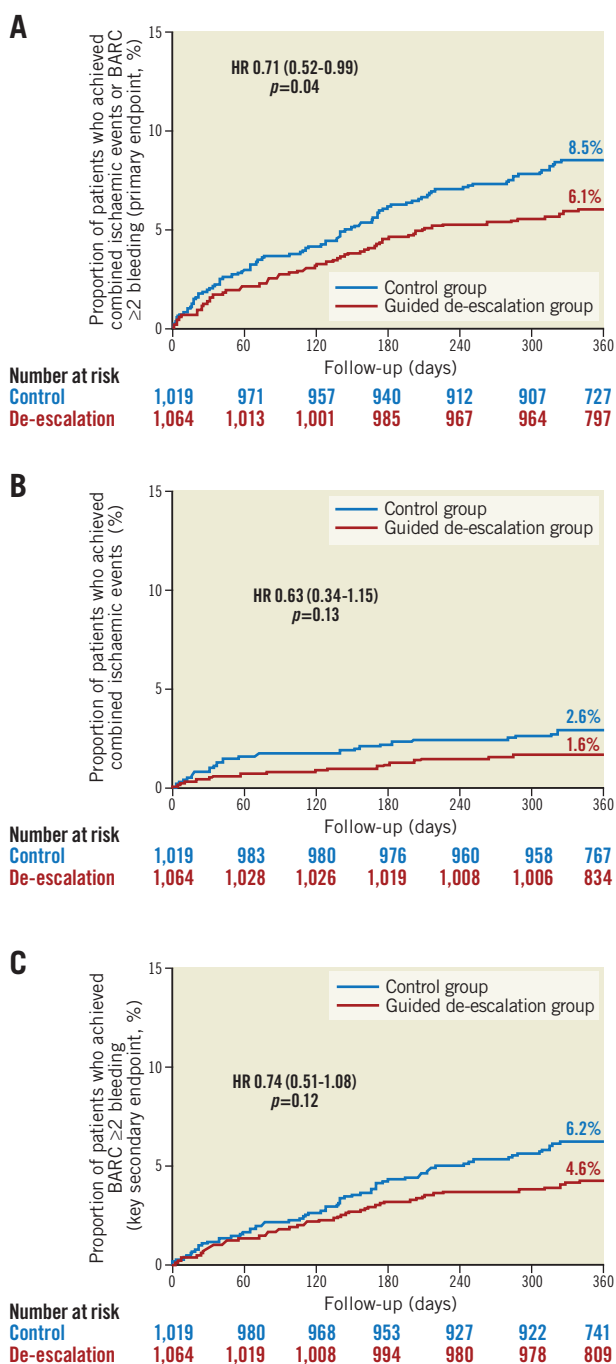 A
Proportion of patients who achieved
combined ischaemic events or BARC
≥2 bleeding (primary endpoint, %)
15
10
5
0
HR 0.71 (0.52-0.99)
p=0.04
8.5%
6.1%
Control group
Guided de-escalation group
0 60 120 180 240 300 360
Follow-up (days)
Number at risk
Control 1,019 971 957 940 912 907 727
De-escalation 1,064 1,013 1,001 985 967 964 797
B
Proportion of patients who achieved
combined ischaemic events (%)
15
10
5
0
Control group
Guided de-escalation group
HR 0.63 (0.34-1.15)
p=0.13
2.6%
1.6%
0 60 120 180 240 300 360
Follow-up (days)
Number at risk
Control 1,019 983 980 976 960 958 767
De-escalation 1,064 1,028 1,026 1,019 1,008 1,006 834
C
Proportion of patients who achieved
BARC ≥2 bleeding
(key secondary endpoint, %)
15
10
5
0
Control group
Guided de-escalation group
HR 0.74 (0.51-1.08)
p=0.12
6.2%
4.6%
0 60 120 180 240 300 360
Follow-up (days)
Number at risk
Control 1,019 980 968 953 927 922 741
De-escalation 1,064 1,019 1,008 994 980 978 809